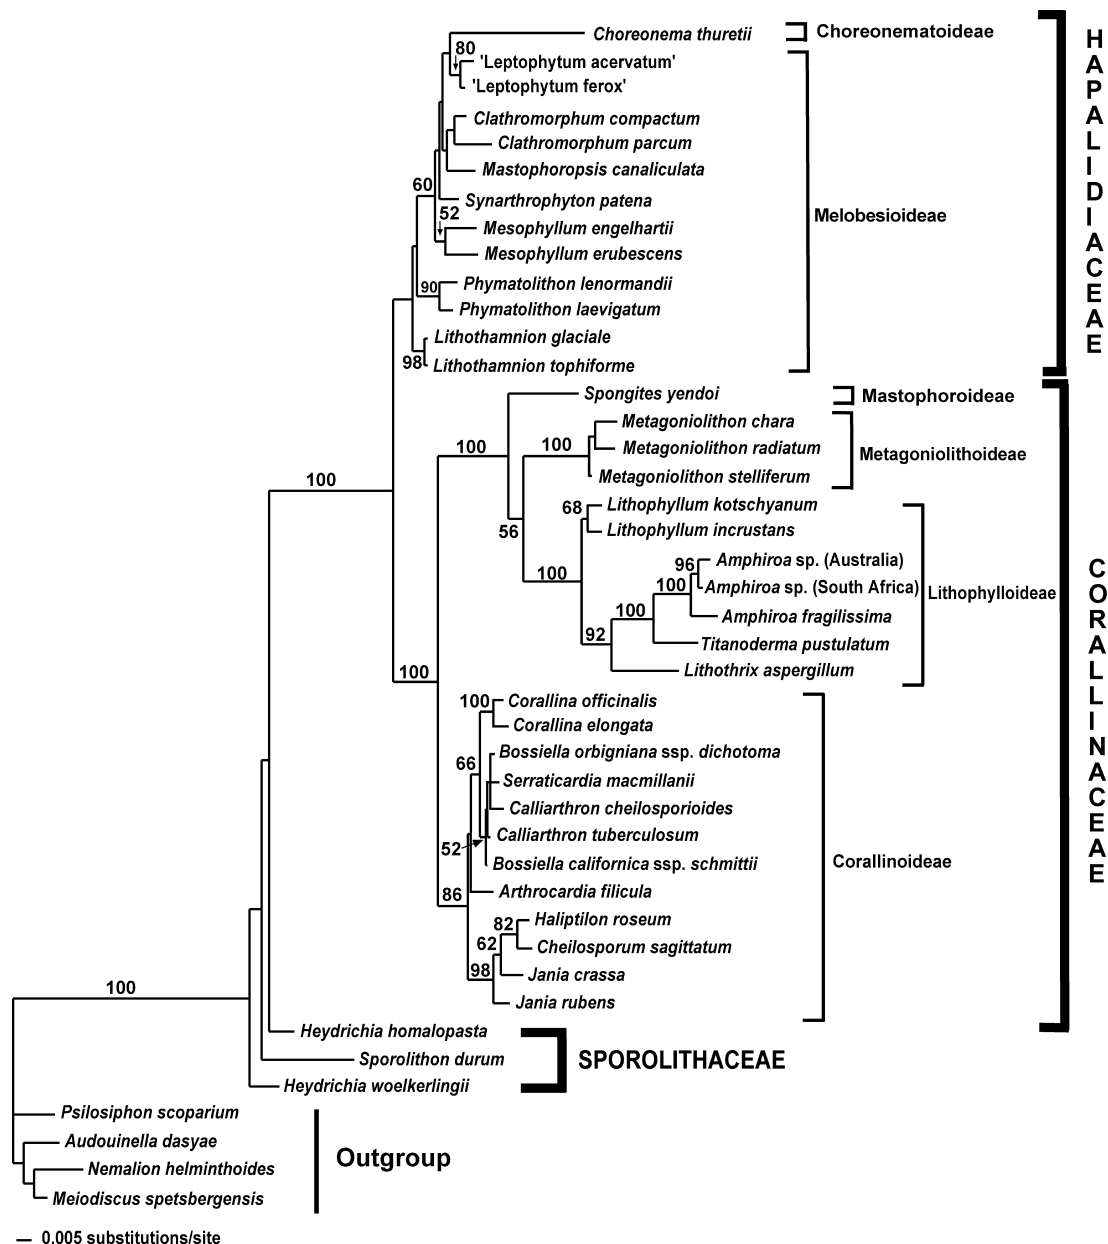 Choreonema thuretii
Choreonematoideae
80
'Leptophytum acervatum'
'Leptophytum ferox'
Clathromorphum compactum
Clathromorphum parcum
Mastophoropsis canaliculata
60
Synarthrophyton patena
52
Melobesioideae
Mesophyllum engelhartii
Mesophyllum erubescens
Phymatolithon lenormandii
90
Phymatolithon laevigatum
Lithothamnion glaciale
98
Lithothamnion tophiforme
HAPALIDIACEAE
Spongites yendoi
Mastophoroideae
Metagoniolithon chara
100
100
Metagoniolithon radiatum
Metagoniolithoideae
Metagoniolithon stelliferum
100
68
Lithophyllum kotschyanum
56
Lithophyllum incrustans
96
Amphiroa sp. (Australia)
100
100
Amphiroa sp. (South Africa)
Lithophylloideae
100
Amphiroa fragilissima
92
Titanoderma pustulatum
100
Lithothrix aspergillum
100
Corallina officinalis
Corallina elongata
66
Bossiella orbigniana ssp. dichotoma
Serraticardia macmillanii
Calliarthron cheilosporioides
Calliarthron tuberculosum
52
Bossiella californica ssp. schmittii
Corallinoideae
86
Arthrocardia filicula
82
Haliptilon roseum
62
Cheilosporum sagittatum
98
Jania crassa
Jania rubens
CORALLINACEAE
100
Heydrichia homalopasta
Sporolithon durum
SPOROLITHACEAE
Heydrichia woelkerlingii
Psilosiphon scoparium
Audouinella dasyae
Outgroup
Nemalion helminthoides
Meiodiscus spetsbergensis
0.005 substitutions/site